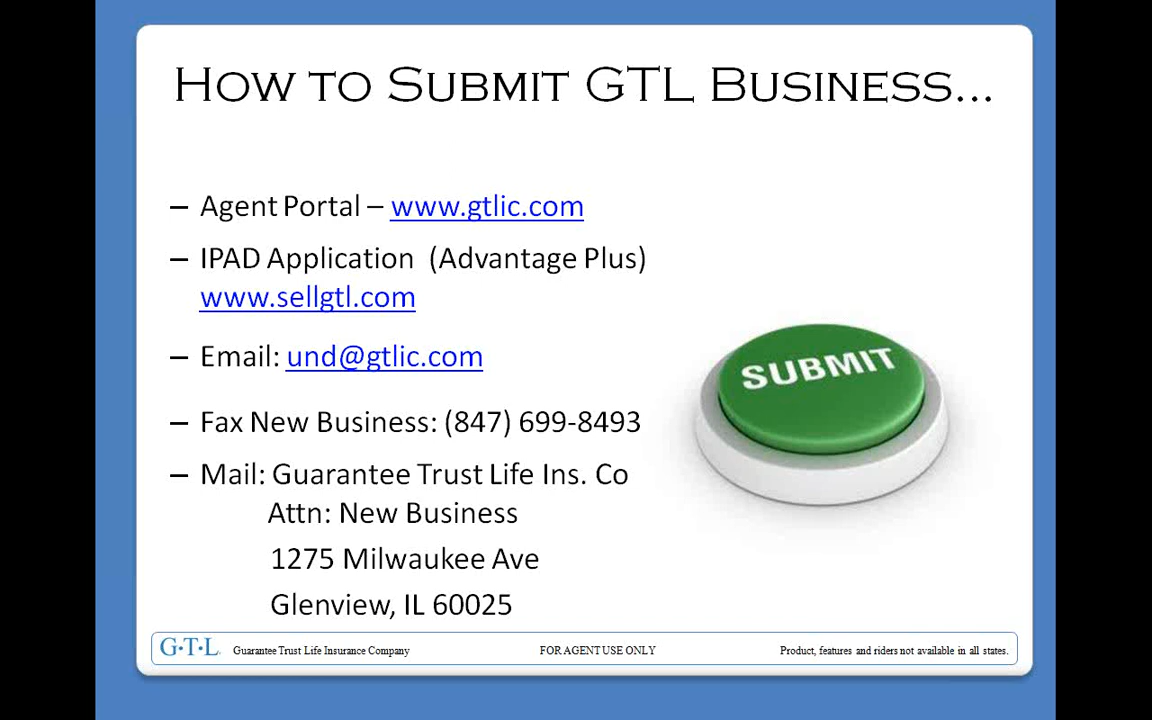 How to Submit GTL Business...
– Agent Portal – www.gtlic.com
– IPAD Application (Advantage Plus)
www.sellgtl.com
– Email: und@gtlic.com
– Fax New Business: (847) 699-8493
– Mail: Guarantee Trust Life Ins. Co
Attn: New Business
1275 Milwaukee Ave
Glenview, IL 60025
SUBMIT
G·T·L Guarantee Trust Life Insurance Company FOR AGENT USE ONLY Product, features and riders not available in all states.